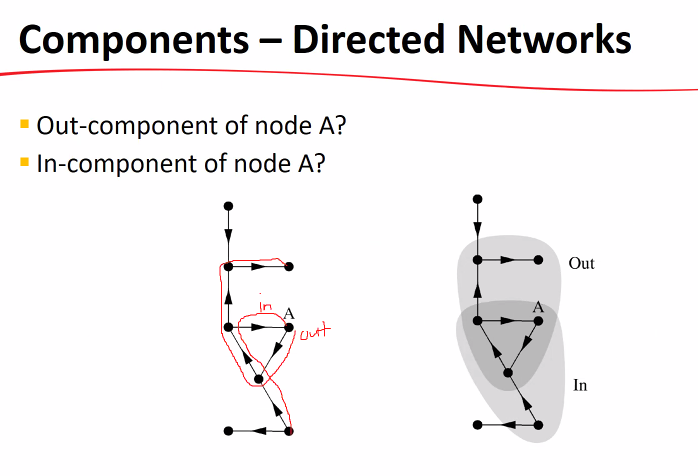 Components – Directed Networks
Out-component of node A?
In-component of node A?
in
A
out
Out
A
In